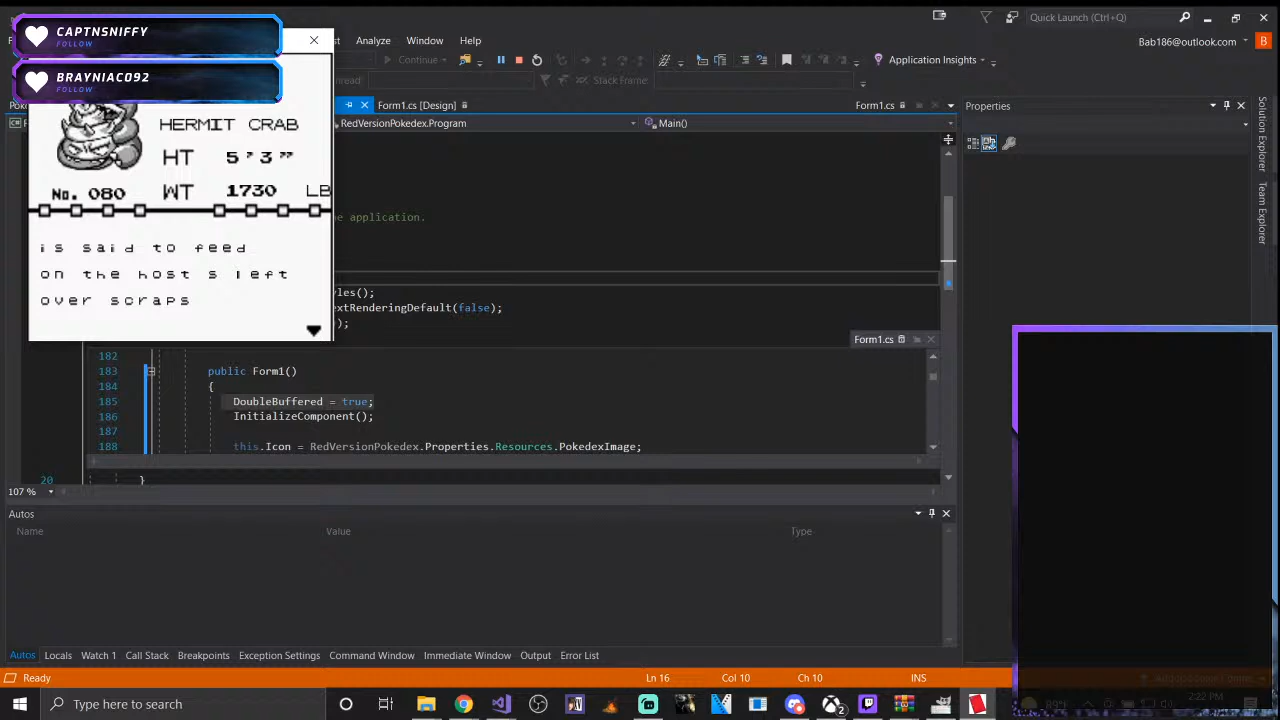 CAPTNSNIFFY
FOLLOW
BRAYNIAC092
FOLLOW
Analyze Window Help
Quick Launch (Ctrl+Q)
Bab186@outlook.com
B
Continue
Stack Frame:
Application Insights
Form1.cs [Design]
Form1.cs
Properties
RedVersionPokedex.Program
Main()
Solution Explorer
Team Explorer
HERMIT CRAB
HT 5'3"
No. 080 WT 1730 LB
is said to feed
on the host s left
over scraps
e application.
yles();
extRenderingDefault(false);
);
Form1.cs
182
183 public Form1()
184 {
185 DoubleBuffered = true;
186 InitializeComponent();
187
188 this.Icon = RedVersionPokedex.Properties.Resources.PokedexImage;
20 }
107 %
Autos
Name Value Type
Autos Locals Watch 1 Call Stack Breakpoints Exception Settings Command Window Immediate Window Output Error List
Ready Ln 16 Col 10 Ch 10 INS
Type here to search
2:22 PM